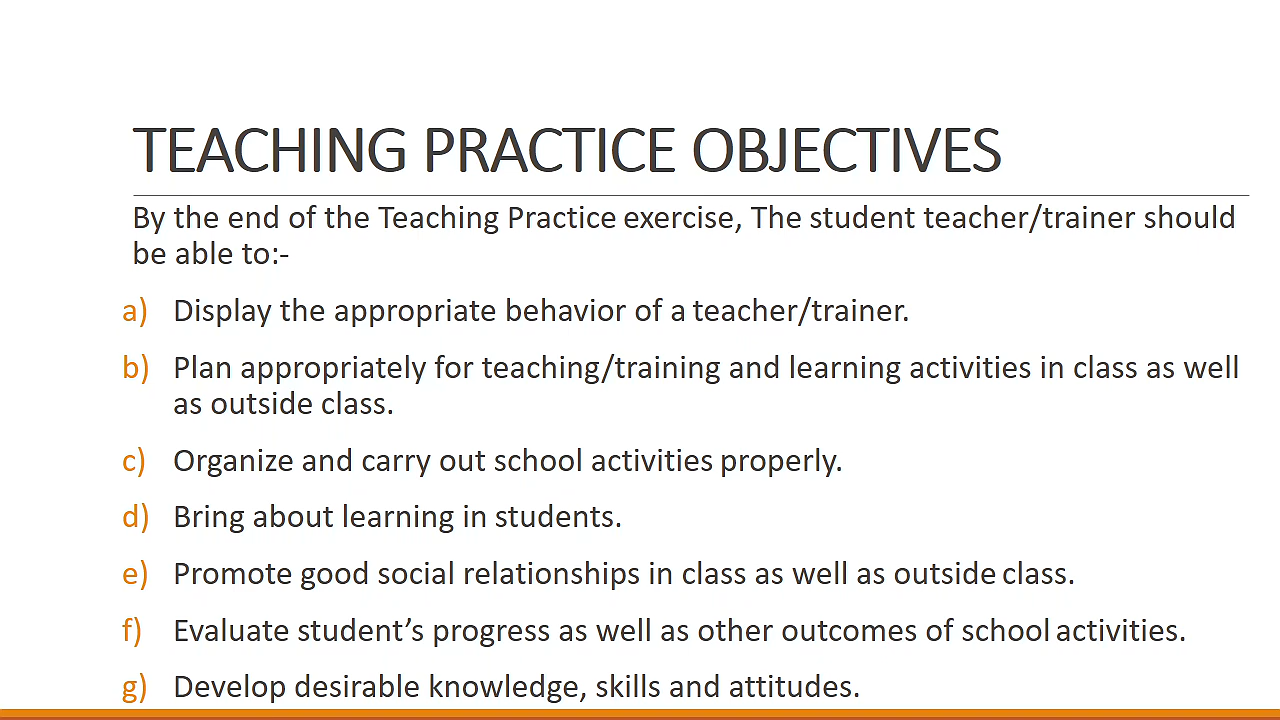 TEACHING PRACTICE OBJECTIVES
By the end of the Teaching Practice exercise, The student teacher/trainer should
be able to:-
a) Display the appropriate behavior of a teacher/trainer.
b) Plan appropriately for teaching/training and learning activities in class as well
as outside class.
c) Organize and carry out school activities properly.
d) Bring about learning in students.
e) Promote good social relationships in class as well as outside class.
f) Evaluate student’s progress as well as other outcomes of school activities.
g) Develop desirable knowledge, skills and attitudes.